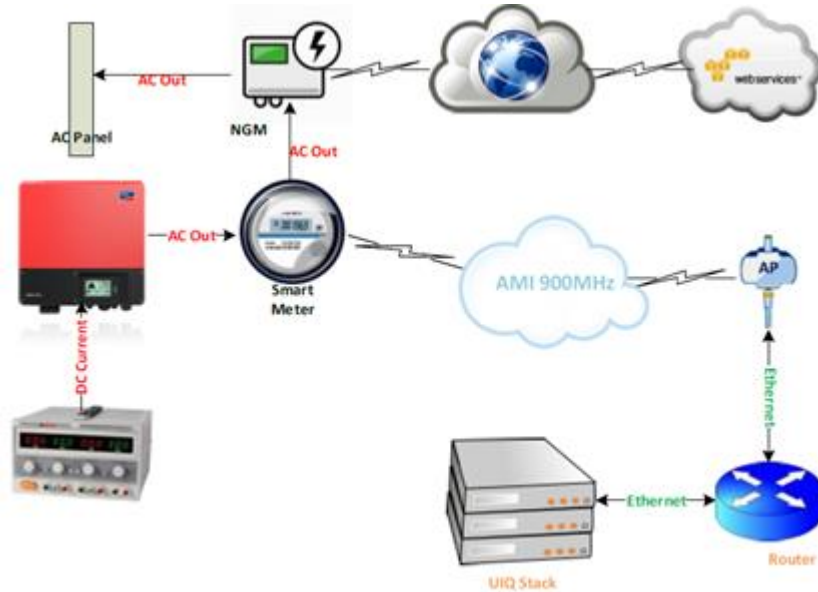 AC Out
NGM
AC Panel
AC Out
webservices™
AC Out
Smart
Meter
AMI 900MHz
AP
DC Current
Ethernet
Ethernet
Router
UIQ Stack